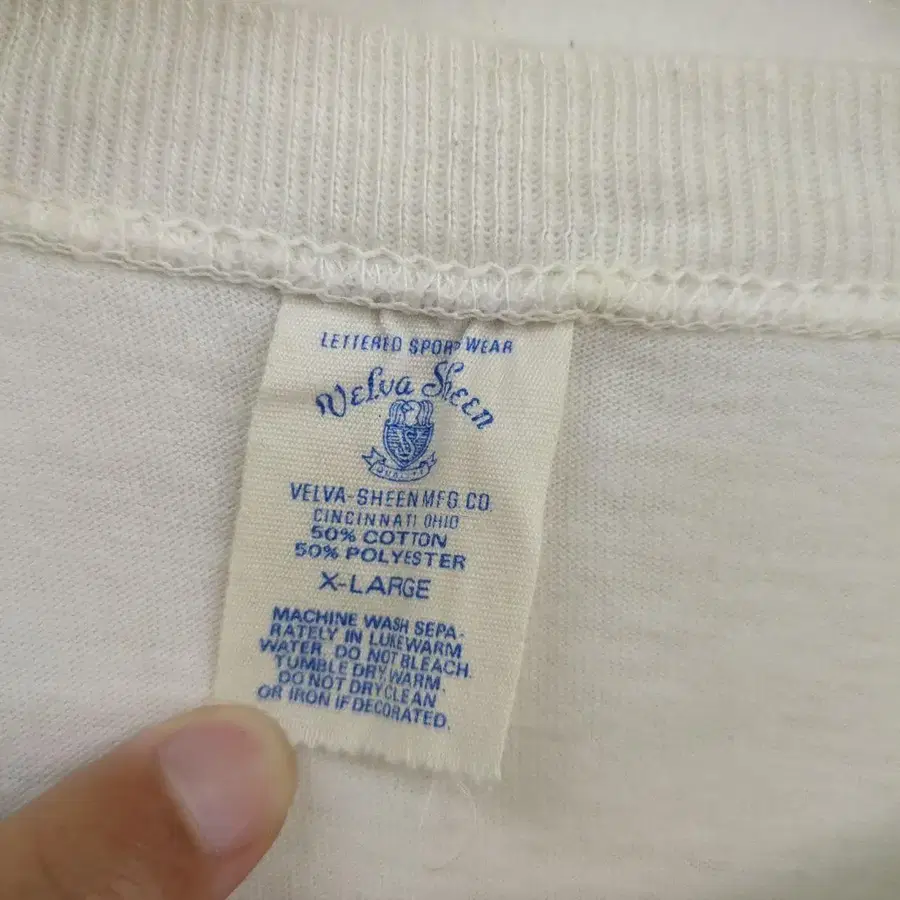 LETTERED SPORT WEAR
Velva Sheen
QUALITY
VELVA-SHEEN MFG. CO.
CINCINNATI OHIO
50% COTTON
50% POLYESTER
X-LARGE
MACHINE WASH SEPA-
RATELY IN LUKEWARM
WATER. DO NOT BLEACH.
TUMBLE DRY WARM.
DO NOT DRYCLEAN
OR IRON IF DECORATED.